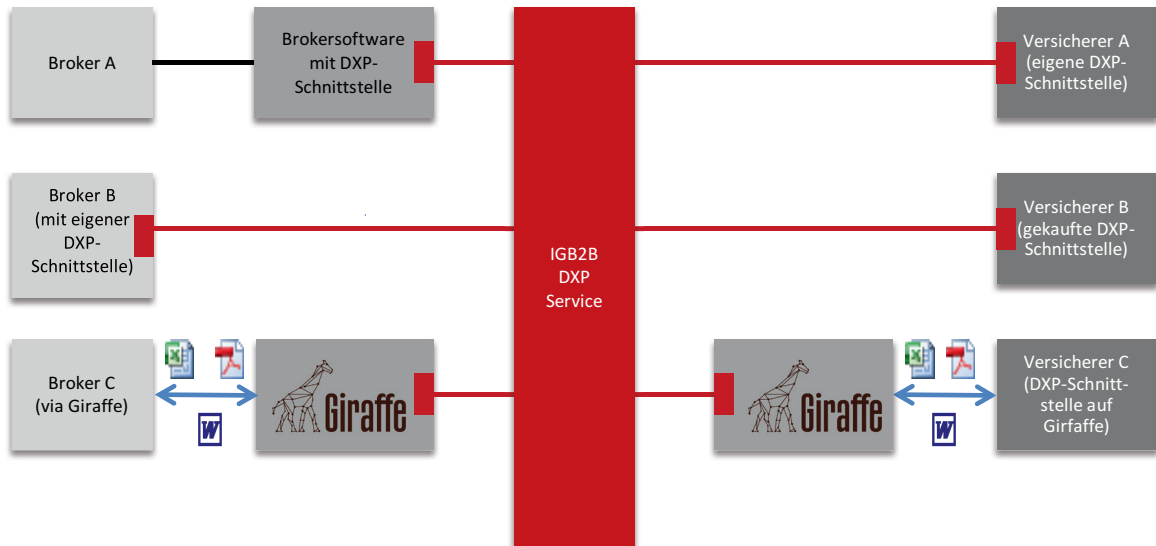 Broker A
Brokersoftware
mit DXP-
Schnittstelle
Versicherer A
(eigene DXP-
Schnittstelle)
Broker B
(mit eigener
DXP-
Schnittstelle)
IGB2B
DXP
Service
Versicherer B
(gekaufte DXP-
Schnittstelle)
Broker C
(via Giraffe)
W
Giraffe
Giraffe
W
Versicherer C
(DXP-Schnitt-
stelle auf
Girfaffe)